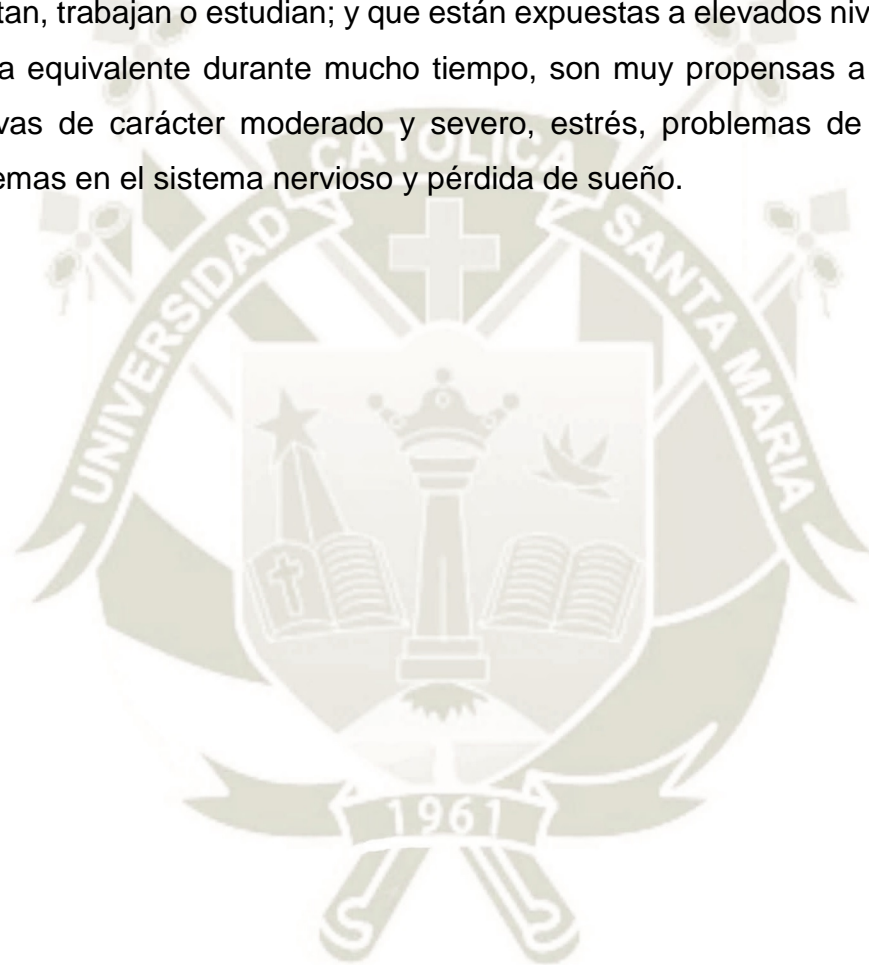 tan, trabajan o estudian; y que están expuestas a elevados
a equivalente durante mucho tiempo, son muy propensas a
vas de carácter moderado y severo, estrés, problemas de
emas en el sistema nervioso y pérdida de sueño.
UNIVERSIDAD CATOLICA SANTA MARIA
1961